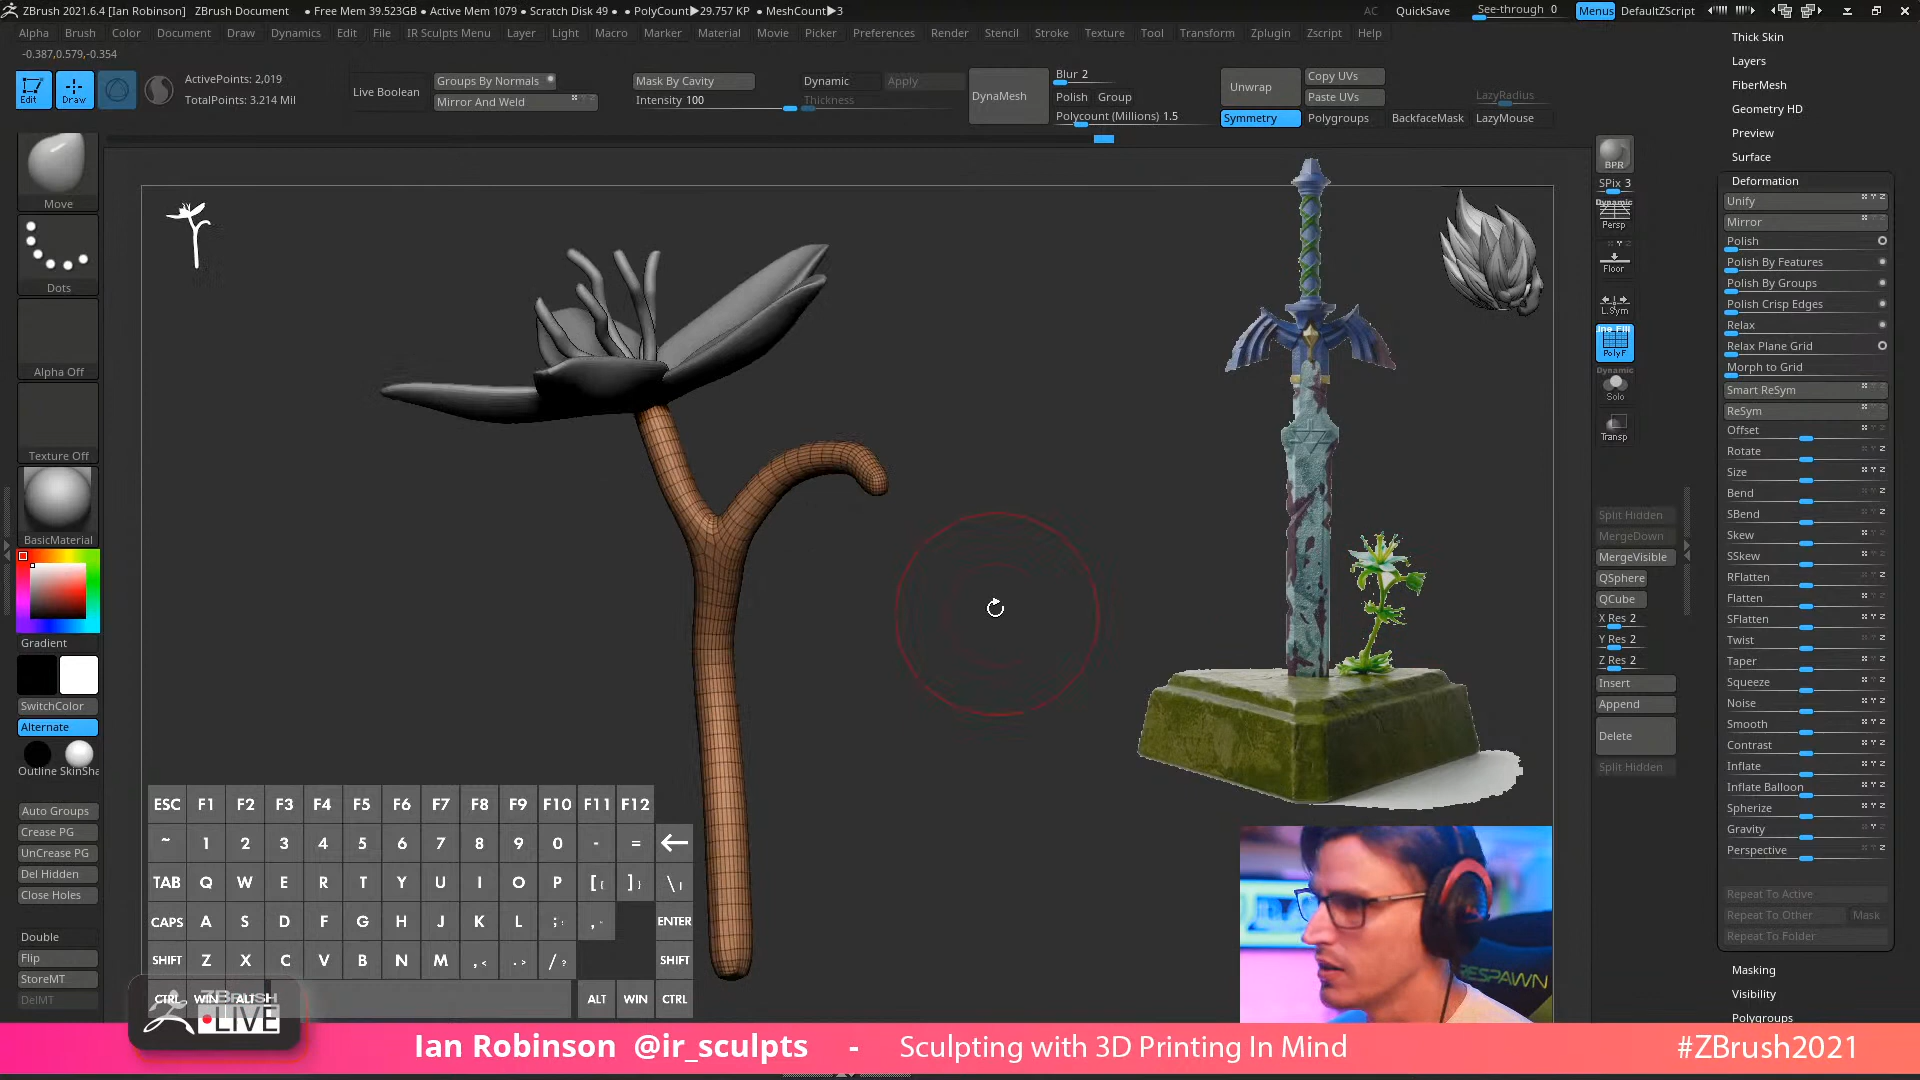 ZBrush 2021.6.4 [Ian Robinson] ZBrush Document ● Free Mem 39.523GB ● Active Mem 1079 ● Scratch Disk 49 ● ● PolyCount▶29.757 KP ● MeshCount▶3
AC QuickSave See-through 0 Menus DefaultZScript
Alpha Brush Color Document Draw Dynamics Edit File IR Sculpts Menu Layer Light Macro Marker Material Movie Picker Preferences Render Stencil Stroke Texture Tool Transform Zplugin Zscript Help
-0.387,0.579,-0.354
Edit
Draw
ActivePoints: 2,019
TotalPoints: 3.214 Mil
Live Boolean
Groups By Normals
Mirror And Weld
Mask By Cavity
Intensity 100
Dynamic
Apply
Thickness
DynaMesh
Blur 2
Polish Group
Polycount (Millions) 1.5
Unwrap
Copy UVs
Paste UVs
Symmetry
Polygroups
BackfaceMask
LazyRadius
LazyMouse
Move
Dots
Alpha Off
Texture Off
BasicMaterial
Gradient
SwitchColor
Alternate
Outline SkinSha
Auto Groups
Crease PG
UnCrease PG
Del Hidden
Close Holes
Double
Flip
StoreMT
DelMT
ESC F1 F2 F3 F4 F5 F6 F7 F8 F9 F10 F11 F12
~ 1 2 3 4 5 6 7 8 9 0 - =
TAB Q W E R T Y U I O P [{ ]} \|
CAPS A S D F G H J K L ;: ,. ENTER
SHIFT Z X C V B N M ,< .> /? SHIFT
CTRL WIN ALT ALT WIN CTRL
ZBRUSH
LIVE
RESPAWN
BPR
SPix 3
Dynamic
Persp
Floor
L.Sym
Line Fill
PolyF
Dynamic
Solo
Transp
Split Hidden
MergeDown
MergeVisible
QSphere
QCube
X Res 2
Y Res 2
Z Res 2
Insert
Append
Delete
Split Hidden
Thick Skin
Layers
FiberMesh
Geometry HD
Preview
Surface
Deformation
Unify
Mirror
Polish
Polish By Features
Polish By Groups
Polish Crisp Edges
Relax
Relax Plane Grid
Morph to Grid
Smart ReSym
ReSym
Offset
Rotate
Size
Bend
SBend
Skew
SSkew
RFlatten
Flatten
SFlatten
Twist
Taper
Squeeze
Noise
Smooth
Contrast
Inflate
Inflate Balloon
Spherize
Gravity
Perspective
Repeat To Active
Repeat To Other Mask
Repeat To Folder
Masking
Visibility
Polygroups
Ian Robinson @ir_sculpts - Sculpting with 3D Printing In Mind #ZBrush2021